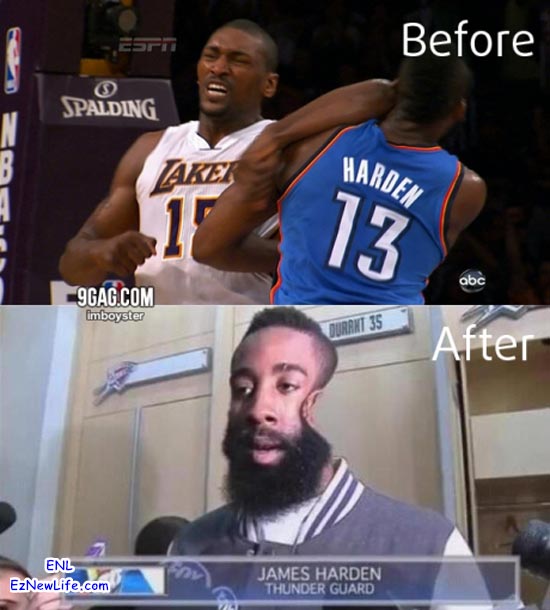 ESPN
Before
SPALDING
NBA
LAKE
15
HARDEN
13
abc
9GAG.COM
imboyster
DURANT 35
After
ENL
EzNewLife.com
JAMES HARDEN
THUNDER GUARD